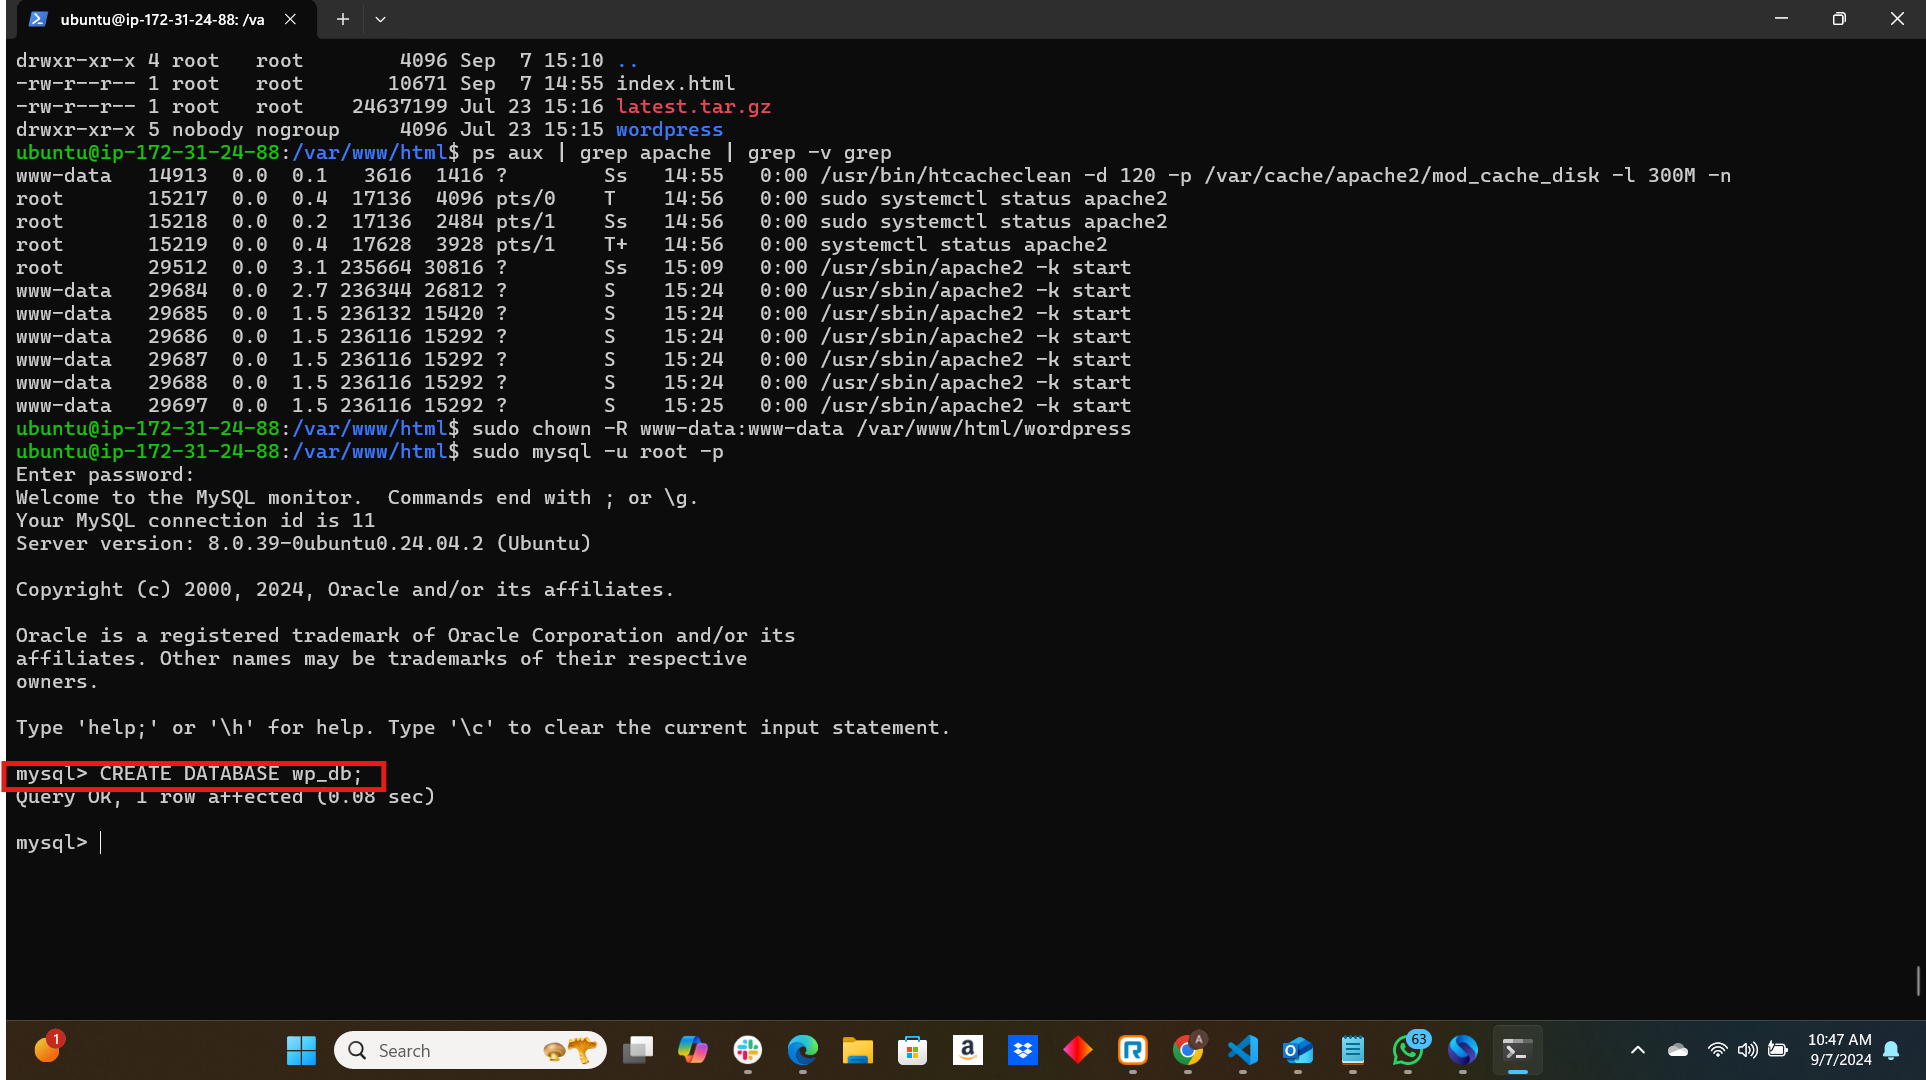 ubuntu@ip-172-31-24-88: /va
drwxr-xr-x 4 root   root        4096 Sep  7 15:10 ..
-rw-r--r-- 1 root   root       10671 Sep  7 14:55 index.html
-rw-r--r-- 1 root   root    24637199 Jul 23 15:16 latest.tar.gz
drwxr-xr-x 5 nobody nogroup     4096 Jul 23 15:15 wordpress
ubuntu@ip-172-31-24-88:/var/www/html$ ps aux | grep apache | grep -v grep
www-data   14913  0.0  0.1   3616  1416 ?        Ss   14:55   0:00 /usr/bin/htcacheclean -d 120 -p /var/cache/apache2/mod_cache_disk -l 300M -n
root       15217  0.0  0.4  17136  4096 pts/0    T    14:56   0:00 sudo systemctl status apache2
root       15218  0.0  0.2  17136  2484 pts/1    Ss   14:56   0:00 sudo systemctl status apache2
root       15219  0.0  0.4  17628  3928 pts/1    T+   14:56   0:00 systemctl status apache2
root       29512  0.0  3.1 235664 30816 ?        Ss   15:09   0:00 /usr/sbin/apache2 -k start
www-data   29684  0.0  2.7 236344 26812 ?        S    15:24   0:00 /usr/sbin/apache2 -k start
www-data   29685  0.0  1.5 236132 15420 ?        S    15:24   0:00 /usr/sbin/apache2 -k start
www-data   29686  0.0  1.5 236116 15292 ?        S    15:24   0:00 /usr/sbin/apache2 -k start
www-data   29687  0.0  1.5 236116 15292 ?        S    15:24   0:00 /usr/sbin/apache2 -k start
www-data   29688  0.0  1.5 236116 15292 ?        S    15:24   0:00 /usr/sbin/apache2 -k start
www-data   29697  0.0  1.5 236116 15292 ?        S    15:25   0:00 /usr/sbin/apache2 -k start
ubuntu@ip-172-31-24-88:/var/www/html$ sudo chown -R www-data:www-data /var/www/html/wordpress
ubuntu@ip-172-31-24-88:/var/www/html$ sudo mysql -u root -p
Enter password:
Welcome to the MySQL monitor.  Commands end with ; or \g.
Your MySQL connection id is 11
Server version: 8.0.39-0ubuntu0.24.04.2 (Ubuntu)
Copyright (c) 2000, 2024, Oracle and/or its affiliates.
Oracle is a registered trademark of Oracle Corporation and/or its
affiliates. Other names may be trademarks of their respective
owners.
Type 'help;' or '\h' for help. Type '\c' to clear the current input statement.
mysql> CREATE DATABASE wp_db;
Query OK, 1 row affected (0.08 sec)
mysql>
1
Search
a
A
63
10:47 AM
9/7/2024